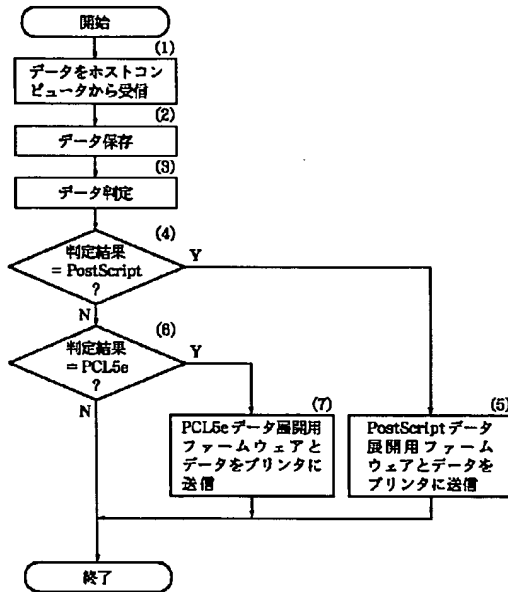 開始
(1)
データをホストコン
ピュータから受信
(2)
データ保存
(3)
データ判定
(4)
判定結果
= PostScript
?
Y
N
(6)
判定結果
= PCL5e
?
Y
N
(7)
PCL5eデータ展開用
ファームウェアと
データをプリンタに
送信
(5)
PostScriptデータ
展開用ファーム
ウェアとデータを
プリンタに送信
終了